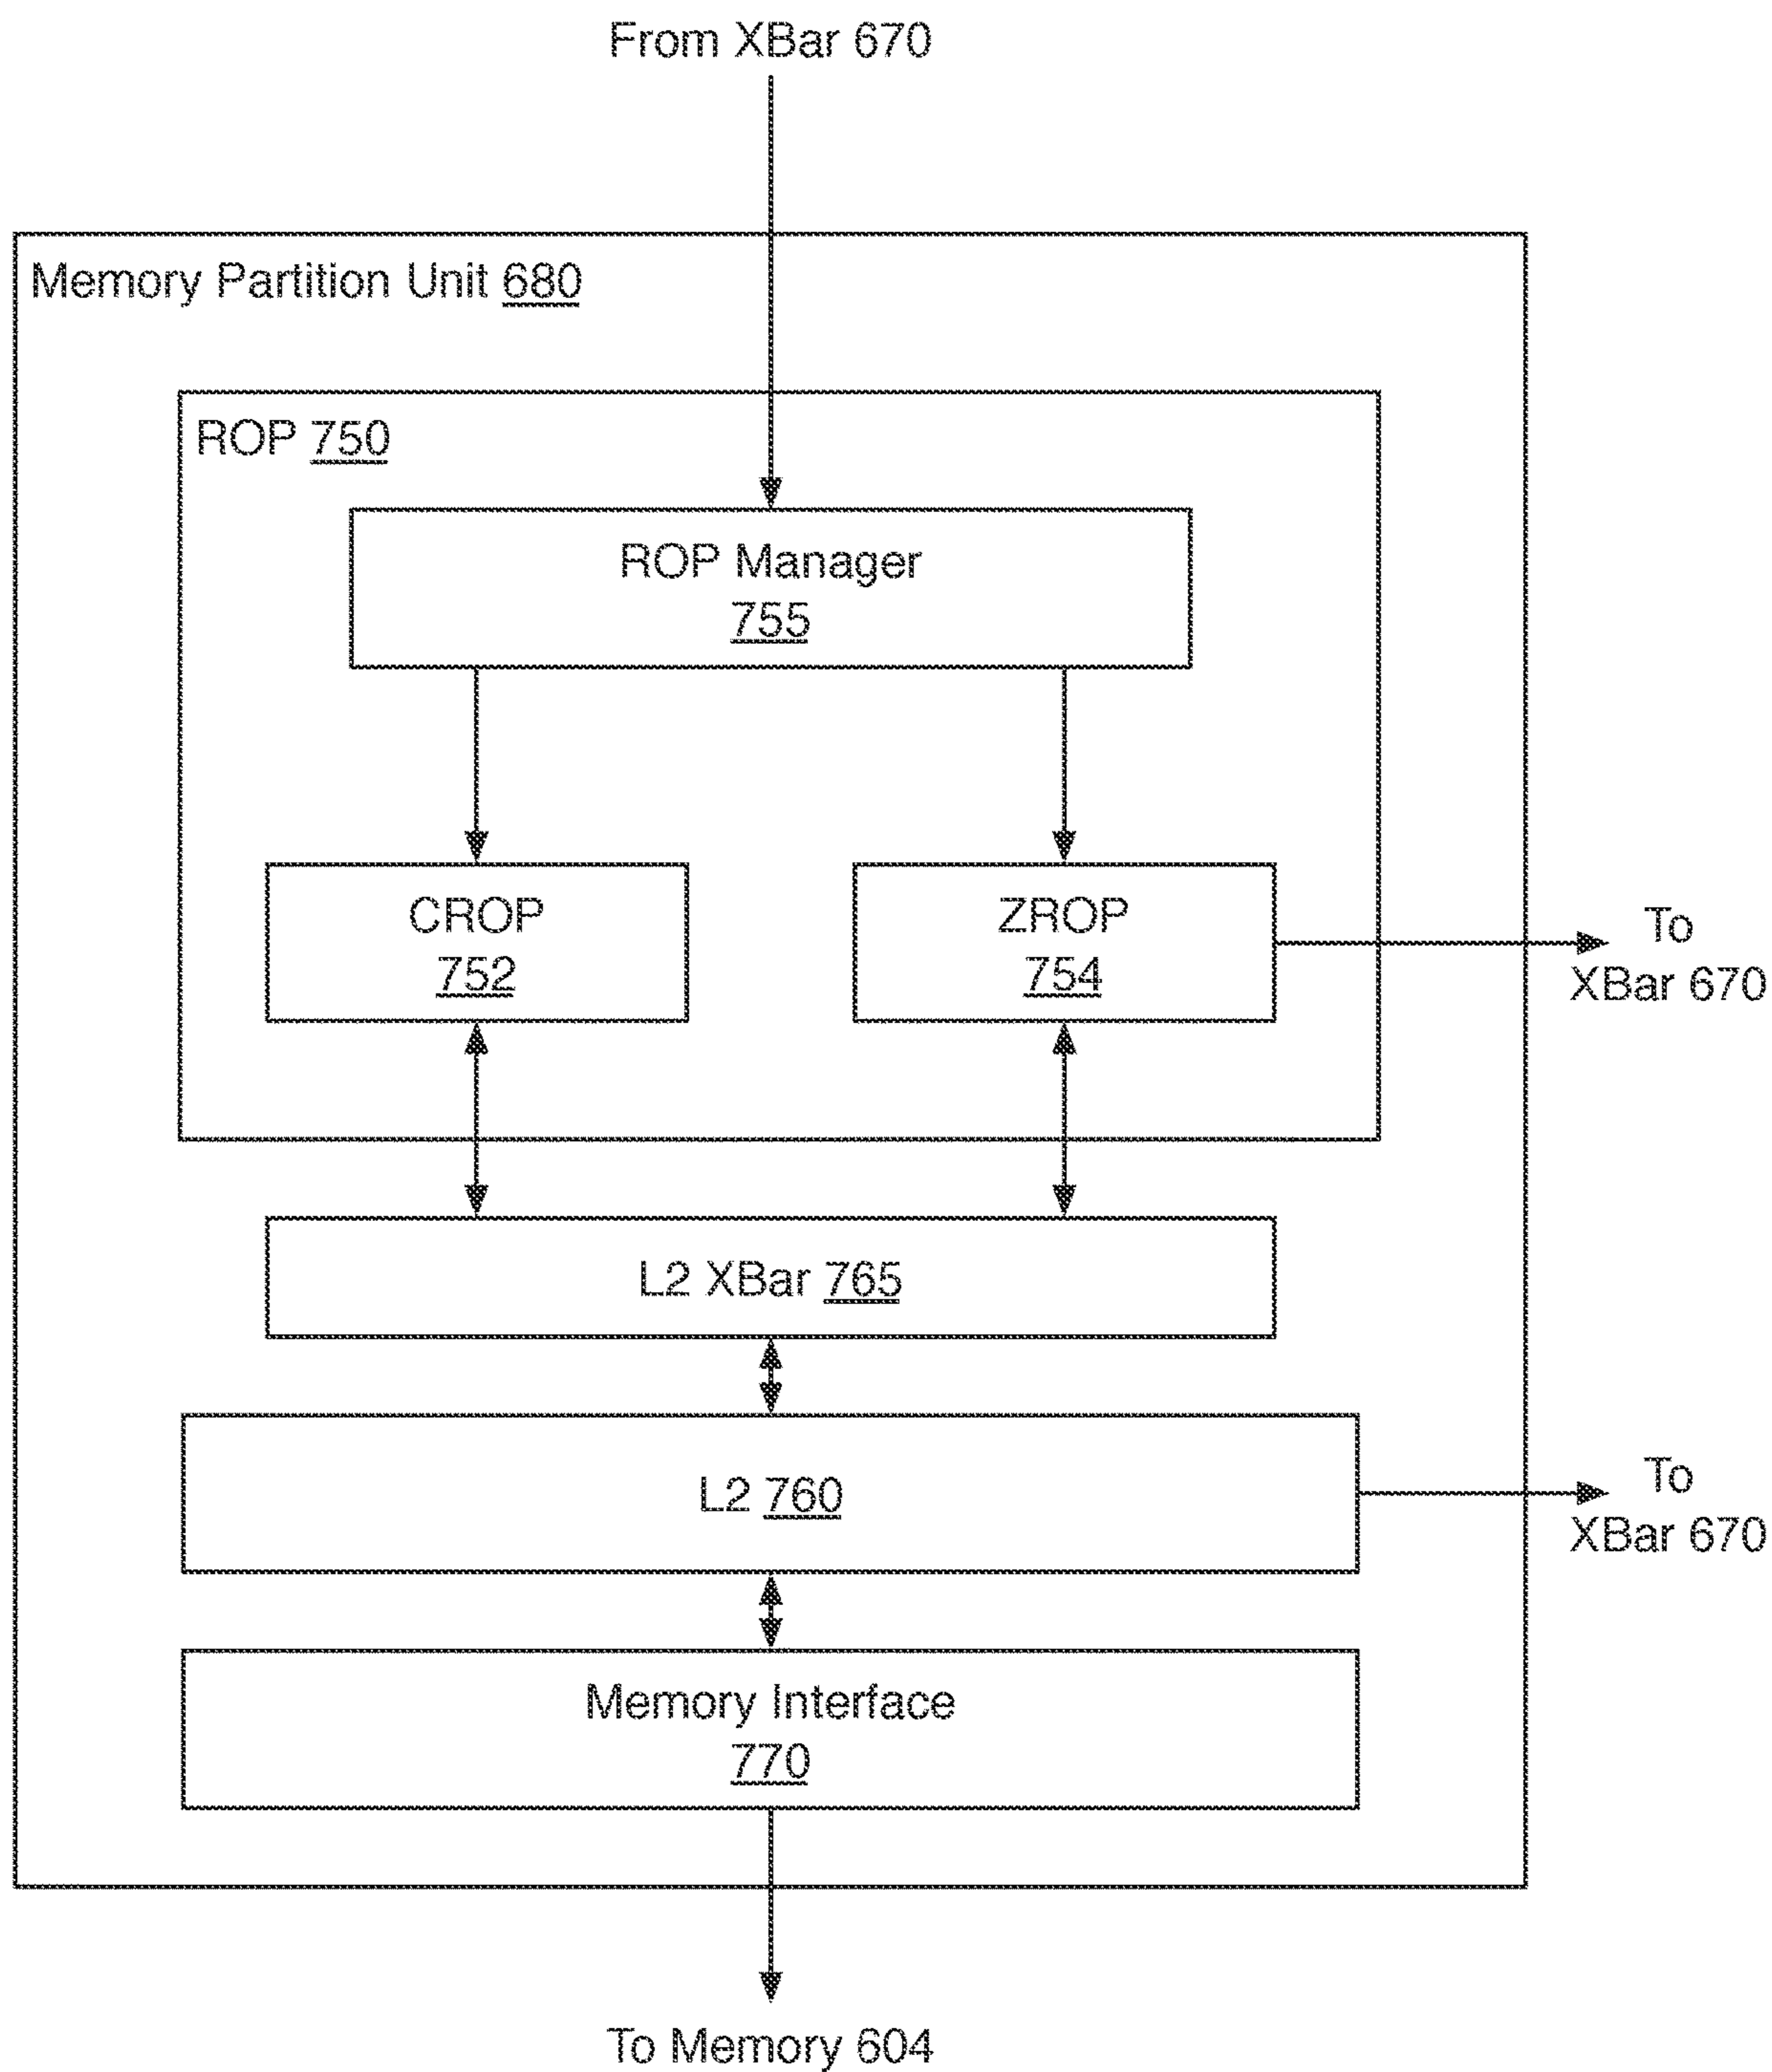 From XBar 670
Memory Partition Unit 680
ROP 750
ROP Manager
755
CROP
752
ZROP
754
To
XBar 670
L2 XBar 765
L2 760
To
XBar 670
Memory Interface
770
To Memory 604